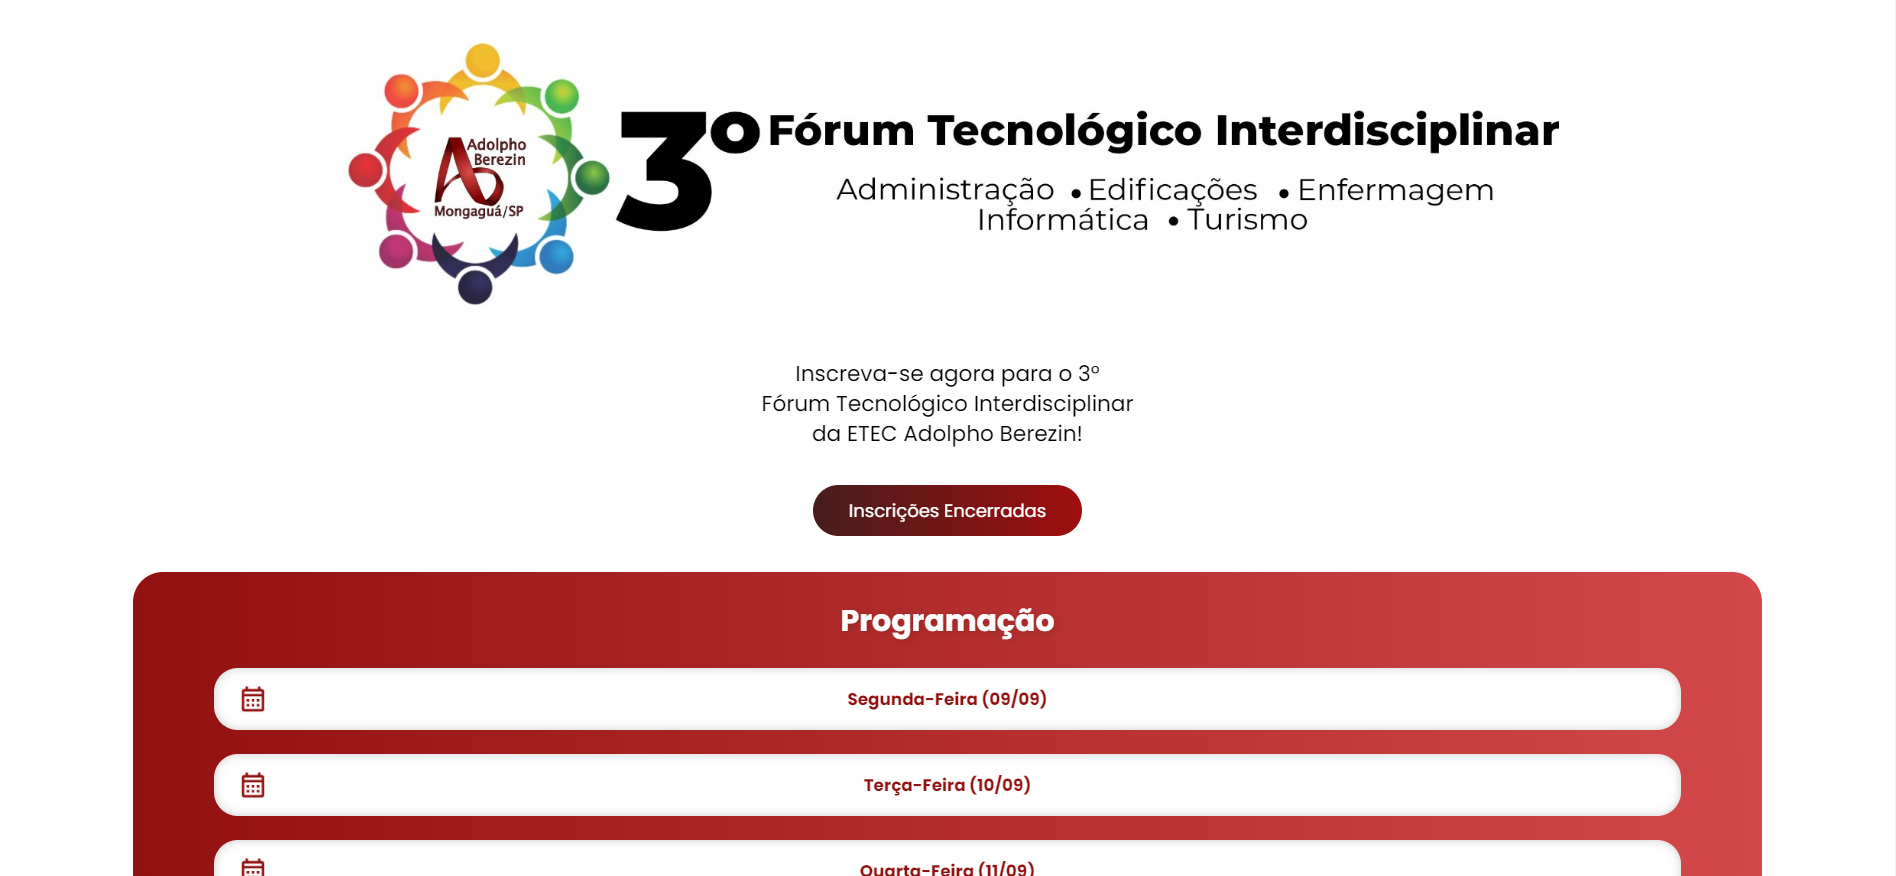 Adolpho
Berezin
Mongaguá/SP
3º Fórum Tecnológico Interdisciplinar
Administração • Edificações • Enfermagem
Informática • Turismo
Inscreva-se agora para o 3º
Fórum Tecnológico Interdisciplinar
da ETEC Adolpho Berezin!
Inscrições Encerradas
Programação
Segunda-Feira (09/09)
Terça-Feira (10/09)
Quarta-Feira (11/09)